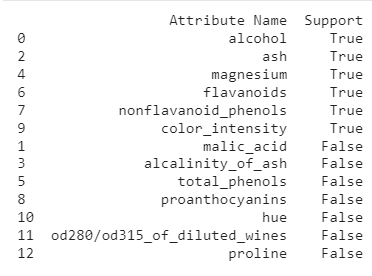 Attribute Name Support
0 alcohol True
2 ash True
4 magnesium True
6 flavanoids True
7 nonflavanoid_phenols True
9 color_intensity True
1 malic_acid False
3 alcalinity_of_ash False
5 total_phenols False
8 proanthocyanins False
10 hue False
11 od280/od315_of_diluted_wines False
12 proline False